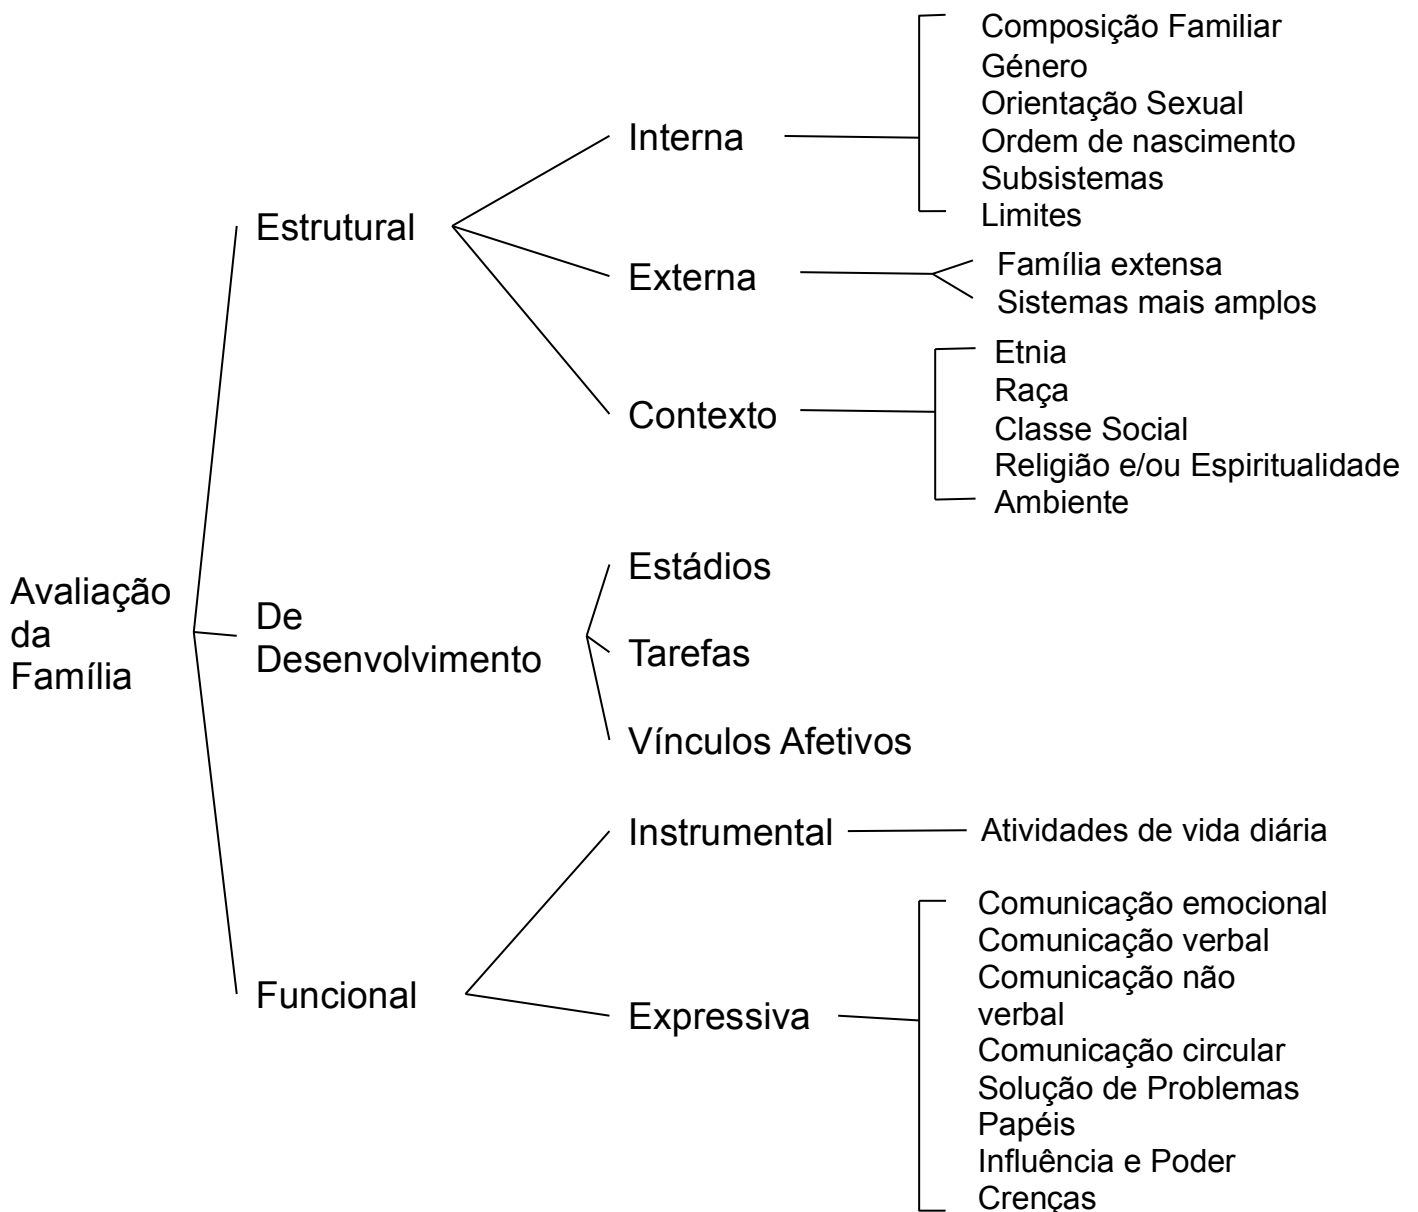 Avaliação
da
Família
Estrutural
Interna
Composição Familiar
Género
Orientação Sexual
Ordem de nascimento
Subsistemas
Limites
Externa
Família extensa
Sistemas mais amplos
Contexto
Etnia
Raça
Classe Social
Religião e/ou Espiritualidade
Ambiente
De
Desenvolvimento
Estádios
Tarefas
Vínculos Afetivos
Funcional
Instrumental
Atividades de vida diária
Expressiva
Comunicação emocional
Comunicação verbal
Comunicação não
verbal
Comunicação circular
Solução de Problemas
Papéis
Influência e Poder
Crenças